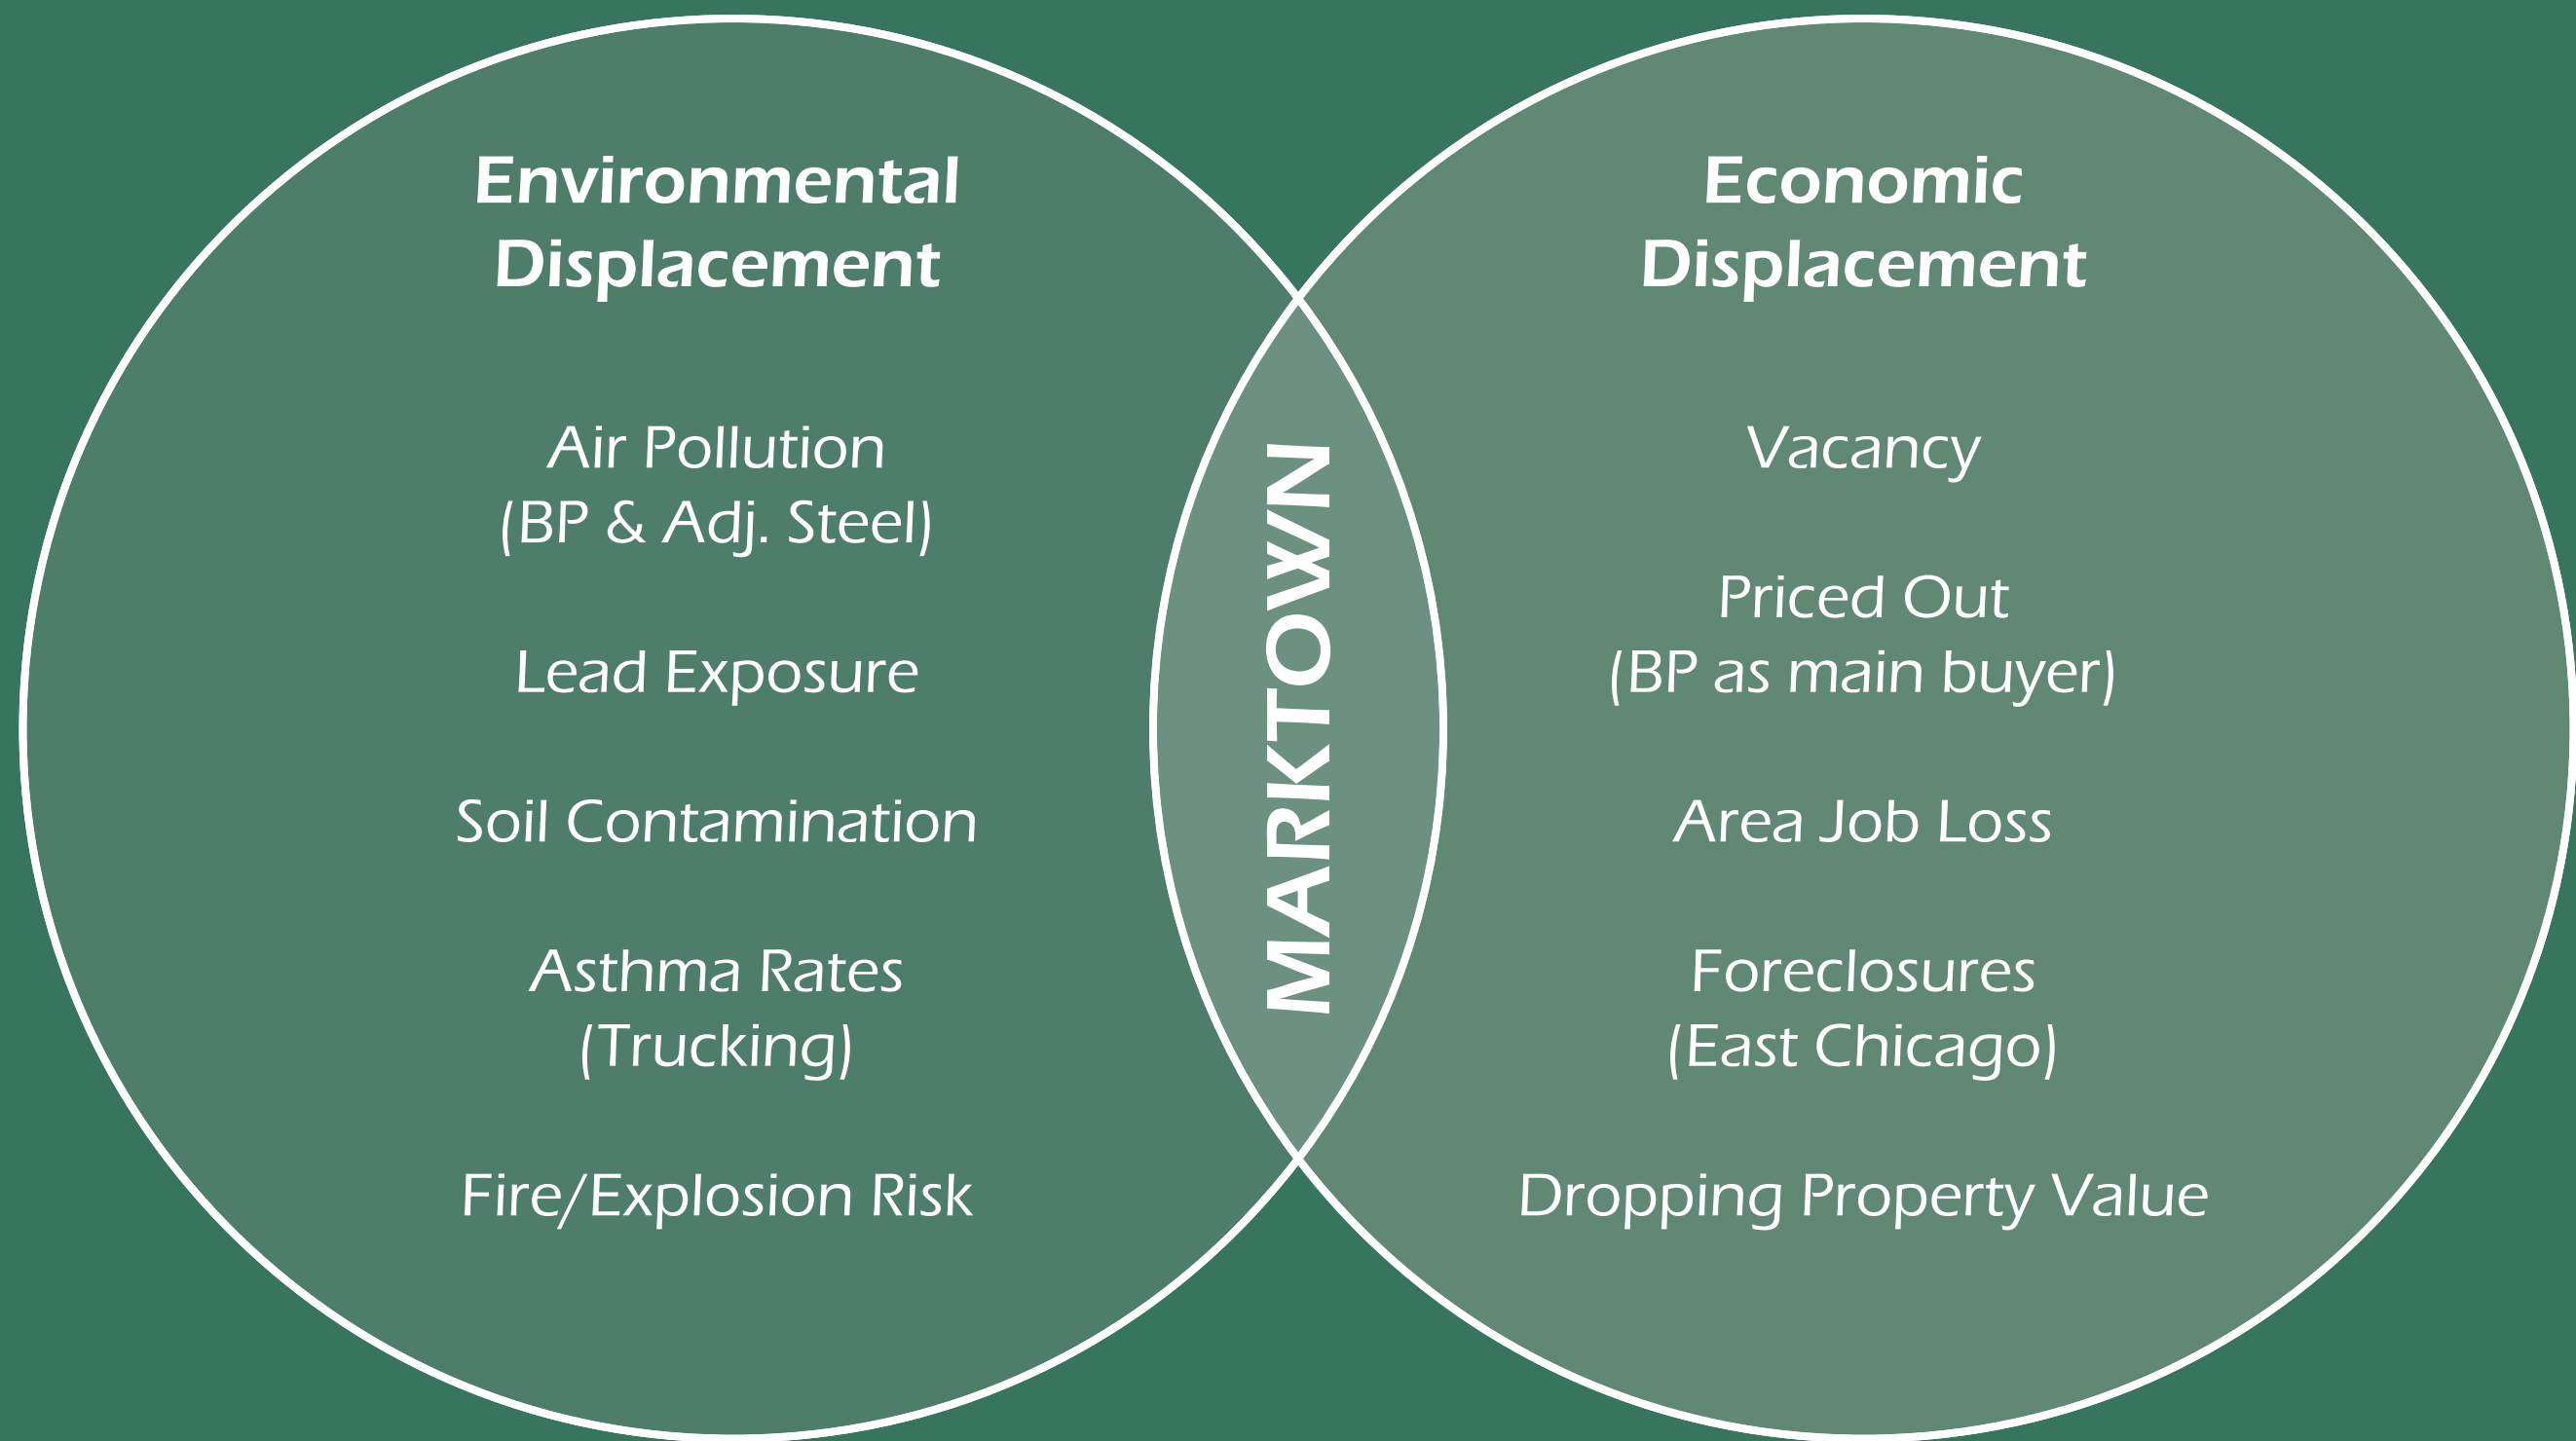 Environmental
Displacement
Air Pollution
(BP & Adj. Steel)
Lead Exposure
Soil Contamination
Asthma Rates
(Trucking)
Fire/Explosion Risk
MARKTOWN
Economic
Displacement
Vacancy
Priced Out
(BP as main buyer)
Area Job Loss
Foreclosures
(East Chicago)
Dropping Property Value